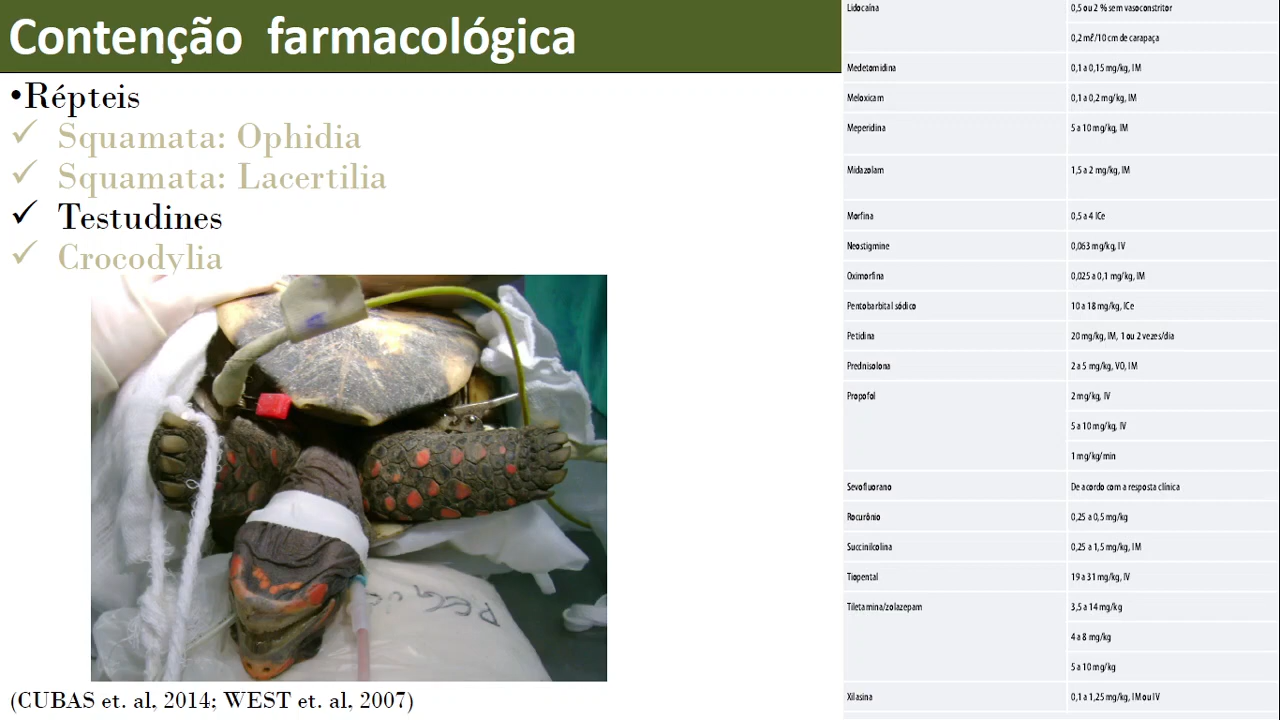 Contenção farmacológica
•Répteis
✓ Squamata: Ophidia
✓ Squamata: Lacertilia
✓ Testudines
✓ Crocodylia
(CUBAS et. al, 2014; WEST et. al, 2007)
Lidocaína 0,5 ou 2 % sem vasoconstritor
0,2 mℓ/10 cm de carapaça
Medetomidina 0,1 a 0,15 mg/kg, IM
Meloxicam 0,1 a 0,2 mg/kg, IM
Meperidina 5 a 10 mg/kg, IM
Midazolam 1,5 a 2 mg/kg, IM
Morfina 0,5 a 4 ICe
Neostigmine 0,063 mg/kg, IV
Oximorfina 0,025 a 0,1 mg/kg, IM
Pentobarbital sódico 10 a 18 mg/kg, ICe
Petidina 20 mg/kg, IM, 1 ou 2 vezes/dia
Prednisolona 2 a 5 mg/kg, VO, IM
Propofol 2 mg/kg, IV
5 a 10 mg/kg, IV
1 mg/kg/min
Sevofluorano De acordo com a resposta clínica
Rocurônio 0,25 a 0,5 mg/kg
Succinilcolina 0,25 a 1,5 mg/kg, IM
Tiopental 19 a 31 mg/kg, IV
Tiletamina/zolazepam 3,5 a 14 mg/kg
4 a 8 mg/kg
5 a 10 mg/kg
Xilasina 0,1 a 1,25 mg/kg, IM ou IV